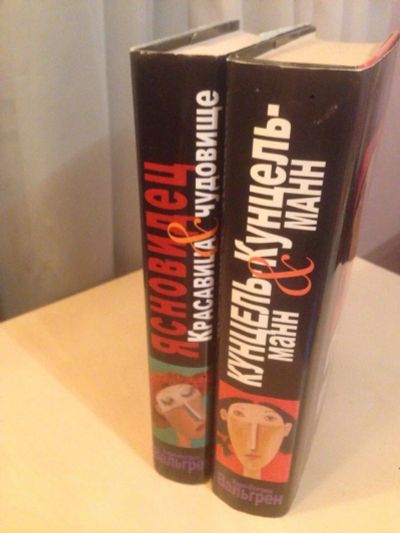 ЯСНОВИДЕЦ
КРАСАВИЦА & ЧУДОВИЩЕ
Вальгрен
КУНЦЕЛЬ & КУНЦЕЛЬ-
МАНН
МАНН
Вальгрен